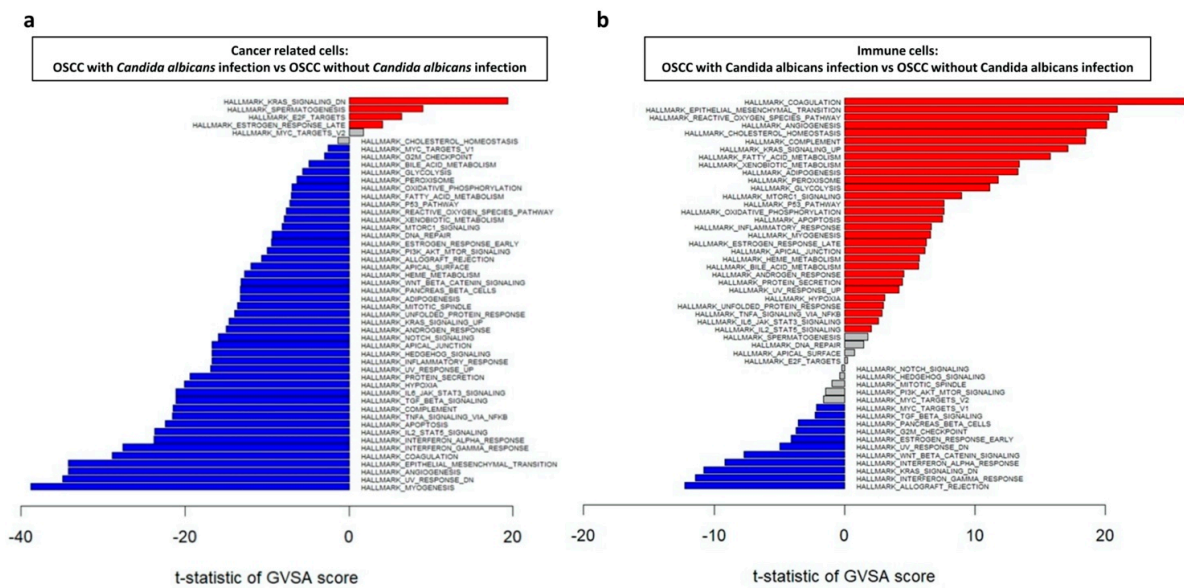 a
Cancer related cells:
OSCC with Candida albicans infection vs OSCC without Candida albicans infection
HALLMARK_KRAS_SIGNALING_DN
HALLMARK_SPERMATOGENESIS
HALLMARK_E2F_TARGETS
HALLMARK_ESTROGEN_RESPONSE_LATE
HALLMARK_MYC_TARGETS_V2
HALLMARK_CHOLESTEROL_HOMEOSTASIS
HALLMARK_MYC_TARGETS_V1
HALLMARK_G2M_CHECKPOINT
HALLMARK_BILE_ACID_METABOLISM
HALLMARK_GLYCOLYSIS
HALLMARK_PEROXISOME
HALLMARK_OXIDATIVE_PHOSPHORYLATION
HALLMARK_FATTY_ACID_METABOLISM
HALLMARK_P53_PATHWAY
HALLMARK_REACTIVE_OXYGEN_SPECIES_PATHWAY
HALLMARK_XENOBIOTIC_METABOLISM
HALLMARK_MTORC1_SIGNALING
HALLMARK_DNA_REPAIR
HALLMARK_ESTROGEN_RESPONSE_EARLY
HALLMARK_PI3K_AKT_MTOR_SIGNALING
HALLMARK_ALLOGRAFT_REJECTION
HALLMARK_APICAL_SURFACE
HALLMARK_HEME_METABOLISM
HALLMARK_WNT_BETA_CATENIN_SIGNALING
HALLMARK_PANCREAS_BETA_CELLS
HALLMARK_ADIPOGENESIS
HALLMARK_MITOTIC_SPINDLE
HALLMARK_UNFOLDED_PROTEIN_RESPONSE
HALLMARK_KRAS_SIGNALING_UP
HALLMARK_ANDROGEN_RESPONSE
HALLMARK_NOTCH_SIGNALING
HALLMARK_APICAL_JUNCTION
HALLMARK_HEDGEHOG_SIGNALING
HALLMARK_INFLAMMATORY_RESPONSE
HALLMARK_UV_RESPONSE_UP
HALLMARK_PROTEIN_SECRETION
HALLMARK_HYPOXIA
HALLMARK_IL6_JAK_STAT3_SIGNALING
HALLMARK_TGF_BETA_SIGNALING
HALLMARK_COMPLEMENT
HALLMARK_TNFA_SIGNALING_VIA_NFKB
HALLMARK_APOPTOSIS
HALLMARK_IL2_STAT5_SIGNALING
HALLMARK_INTERFERON_ALPHA_RESPONSE
HALLMARK_INTERFERON_GAMMA_RESPONSE
HALLMARK_COAGULATION
HALLMARK_EPITHELIAL_MESENCHYMAL_TRANSITION
HALLMARK_ANGIOGENESIS
HALLMARK_UV_RESPONSE_DN
HALLMARK_MYOGENESIS
-40 -20 0 20
t-statistic of GVSA score
b
Immune cells:
OSCC with Candida albicans infection vs OSCC without Candida albicans infection
HALLMARK_COAGULATION
HALLMARK_EPITHELIAL_MESENCHYMAL_TRANSITION
HALLMARK_REACTIVE_OXYGEN_SPECIES_PATHWAY
HALLMARK_ANGIOGENESIS
HALLMARK_CHOLESTEROL_HOMEOSTASIS
HALLMARK_COMPLEMENT
HALLMARK_KRAS_SIGNALING_UP
HALLMARK_FATTY_ACID_METABOLISM
HALLMARK_XENOBIOTIC_METABOLISM
HALLMARK_ADIPOGENESIS
HALLMARK_PEROXISOME
HALLMARK_GLYCOLYSIS
HALLMARK_MTORC1_SIGNALING
HALLMARK_P53_PATHWAY
HALLMARK_OXIDATIVE_PHOSPHORYLATION
HALLMARK_APOPTOSIS
HALLMARK_INFLAMMATORY_RESPONSE
HALLMARK_MYOGENESIS
HALLMARK_ESTROGEN_RESPONSE_LATE
HALLMARK_APICAL_JUNCTION
HALLMARK_HEME_METABOLISM
HALLMARK_BILE_ACID_METABOLISM
HALLMARK_ANDROGEN_RESPONSE
HALLMARK_PROTEIN_SECRETION
HALLMARK_UV_RESPONSE_UP
HALLMARK_HYPOXIA
HALLMARK_UNFOLDED_PROTEIN_RESPONSE
HALLMARK_TNFA_SIGNALING_VIA_NFKB
HALLMARK_IL6_JAK_STAT3_SIGNALING
HALLMARK_IL2_STAT5_SIGNALING
HALLMARK_SPERMATOGENESIS
HALLMARK_DNA_REPAIR
HALLMARK_APICAL_SURFACE
HALLMARK_E2F_TARGETS
HALLMARK_NOTCH_SIGNALING
HALLMARK_HEDGEHOG_SIGNALING
HALLMARK_MITOTIC_SPINDLE
HALLMARK_PI3K_AKT_MTOR_SIGNALING
HALLMARK_MYC_TARGETS_V2
HALLMARK_MYC_TARGETS_V1
HALLMARK_TGF_BETA_SIGNALING
HALLMARK_PANCREAS_BETA_CELLS
HALLMARK_G2M_CHECKPOINT
HALLMARK_ESTROGEN_RESPONSE_EARLY
HALLMARK_UV_RESPONSE_DN
HALLMARK_WNT_BETA_CATENIN_SIGNALING
HALLMARK_INTERFERON_ALPHA_RESPONSE
HALLMARK_KRAS_SIGNALING_DN
HALLMARK_INTERFERON_GAMMA_RESPONSE
HALLMARK_ALLOGRAFT_REJECTION
-20 -10 0 10 20
t-statistic of GVSA score